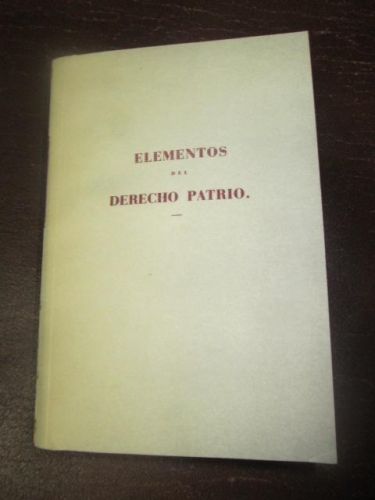 ELEMENTOS
DEL
DERECHO PATRIO.